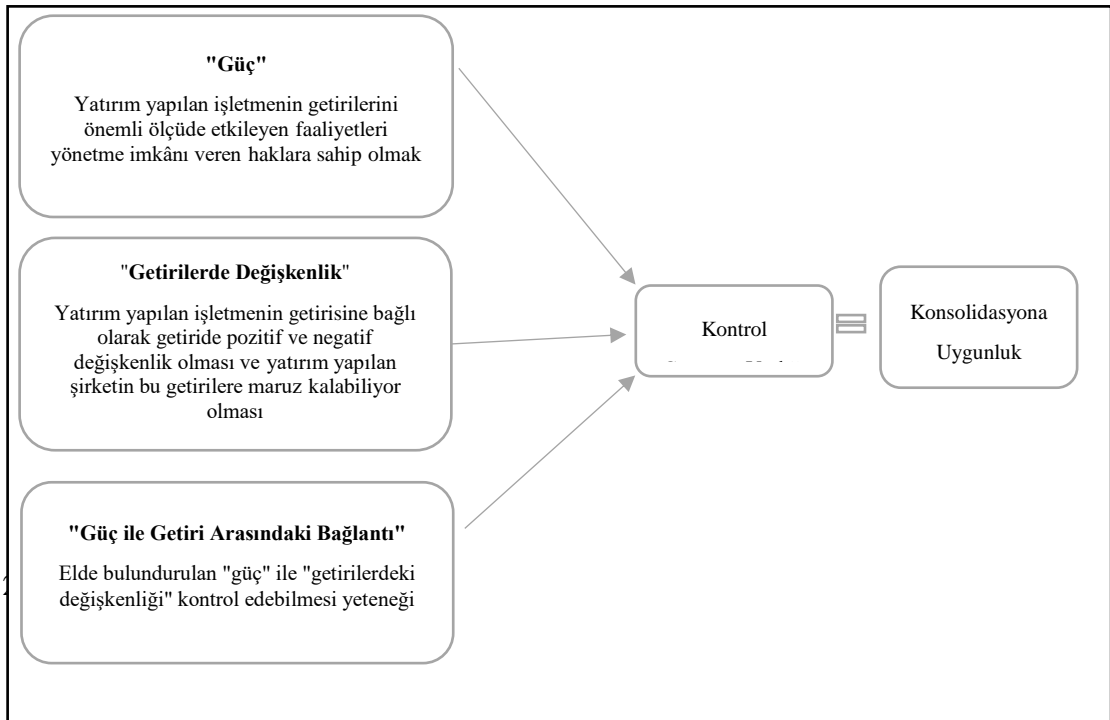 "Güç"
Yatırım yapılan işletmenin getirilerini
önemli ölçüde etkileyen faaliyetleri
yönetme imkânı veren haklara sahip olmak
"Getirilerde Değişkenlik"
Yatırım yapılan işletmenin getirisine bağlı
olarak getiride pozitif ve negatif
değişkenlik olması ve yatırım yapılan
şirketin bu getirilere maruz kalabiliyor
olması
"Güç ile Getiri Arasındaki Bağlantı"
Elde bulundurulan "güç" ile "getirilerdeki
değişkenliği" kontrol edebilmesi yeteneği
Kontrol
Konsolidasyona
Uygunluk